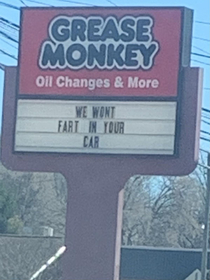 GREASE
MONKEY
Oil Changes & More
WE WONT
FART IN YOUR
CAR